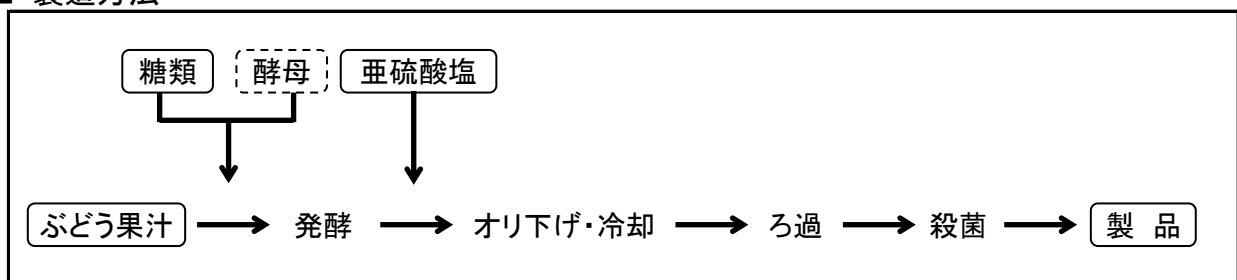 製造方法
糖類 酵母 亜硫酸塩
ぶどう果汁 発酵 オリ下げ・冷却 ろ過 殺菌 製 品